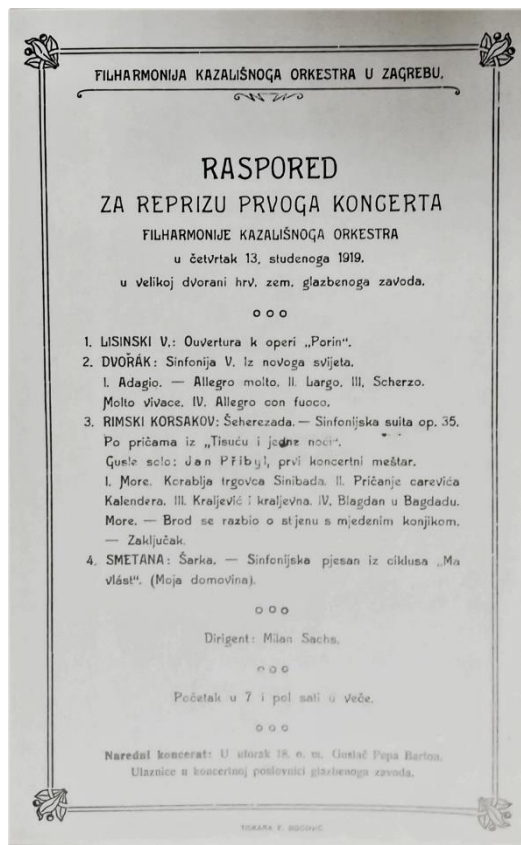 FILHARMONIJA KAZALIŠNOGA ORKESTRA U ZAGREBU.
RASPORED
ZA REPRIZU PRVOGA KONCERTA
FILHARMONIJE KAZALIŠNOGA ORKESTRA
u četvrtak 13. studenoga 1919.
u velikoj dvorani hrv. zem. glazbenoga zavoda.
1. LISINSKI V.: Ouvertura k operi „Porin“.
2. DVOŘÁK: Sinfonija V. iz novoga svijeta.
I. Adagio. — Allegro molto. II. Largo. III. Scherzo.
Molto vivace. IV. Allegro con fuoco.
3. RIMSKI KORSAKOV: Šeherezada. — Sinfonijska suita op. 35.
Po pričama iz „Tisuću i jedne noći“.
Gusle solo: Jan Přibyl, prvi koncertni meštar.
I. More. Korablja trgovca Sinibada. II. Pričanje carevića
Kalendera. III. Kraljević i kraljevna. IV. Blagdan u Bagdadu.
More. — Brod se razbio o stjenu s mjedenim konjikom.
— Zaključak.
4. SMETANA: Šarka. — Sinfonijska pjesan iz ciklusa „Ma
vlást“. (Moja domovina).
Dirigent: Milan Sachs.
Početak u 7 i pol sati u veče.
Naredni koncerat: U utorak 18. o. m. Guslač Pepa Barton.
Ulaznice u koncertnoj poslovnici glazbenoga zavoda.
TISKARA